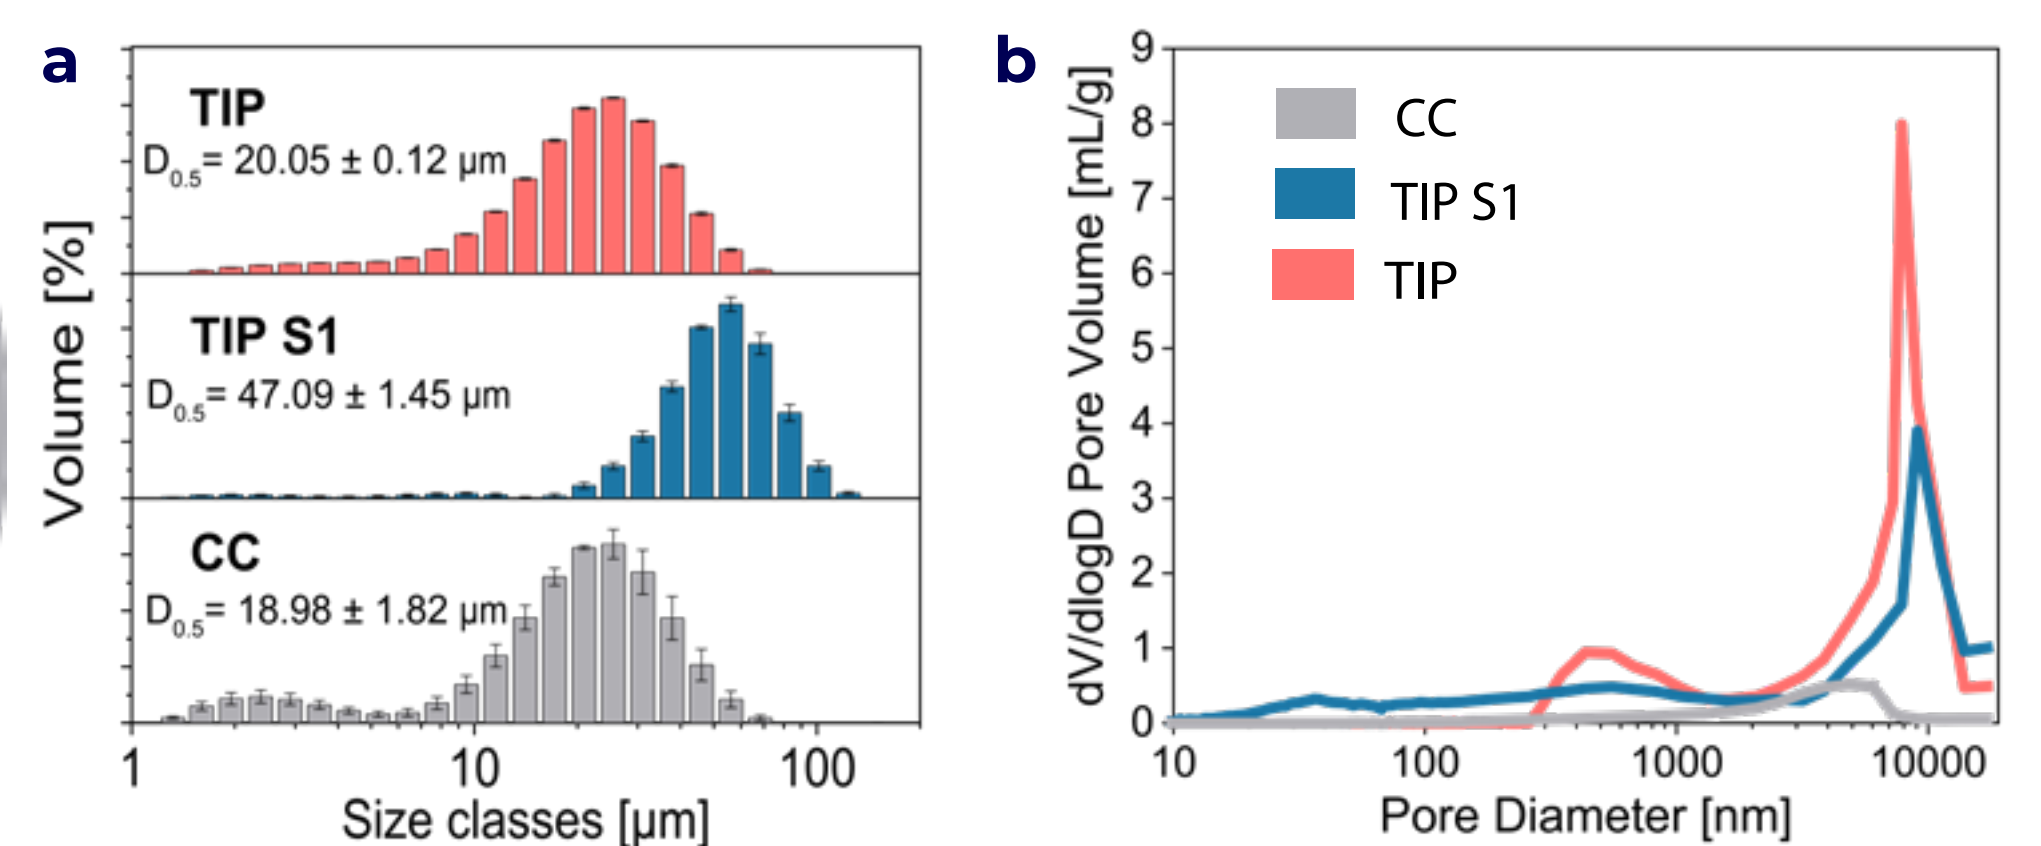 a
Volume [%]
TIP
D0.5= 20.05 ± 0.12 µm
TIP S1
D0.5= 47.09 ± 1.45 µm
CC
D0.5= 18.98 ± 1.82 µm
1 10 100
Size classes [µm]
b
dV/dlogD Pore Volume [mL/g]
9
8
7
6
5
4
3
2
1
0
CC
TIP S1
TIP
10 100 1000 10000
Pore Diameter [nm]